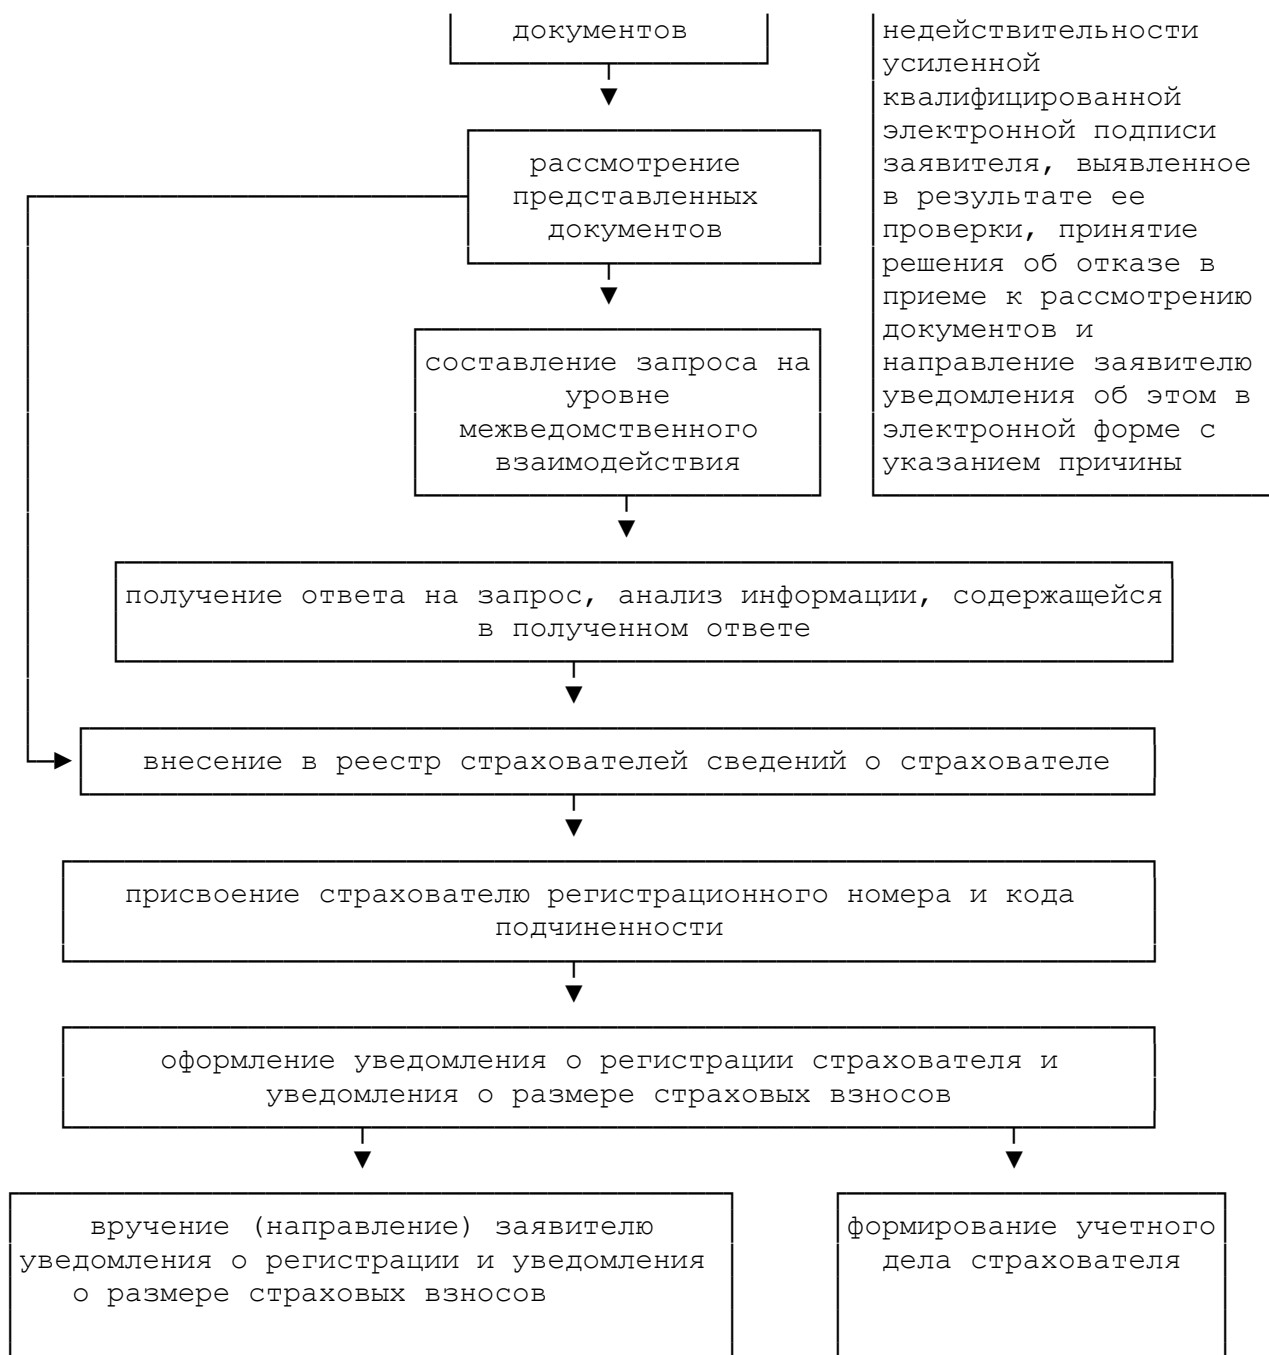 документов
рассмотрение
представленных
документов
составление запроса на
уровне
межведомственного
взаимодействия
недействительности
усиленной
квалифицированной
электронной подписи
заявителя, выявленное
в результате ее
проверки, принятие
решения об отказе в
приеме к рассмотрению
документов и
направление заявителю
уведомления об этом в
электронной форме с
указанием причины
получение ответа на запрос, анализ информации, содержащейся
в полученном ответе
внесение в реестр страхователей сведений о страхователе
присвоение страхователю регистрационного номера и кода
подчиненности
оформление уведомления о регистрации страхователя и
уведомления о размере страховых взносов
вручение (направление) заявителю
уведомления о регистрации и уведомления
о размере страховых взносов
формирование учетного
дела страхователя